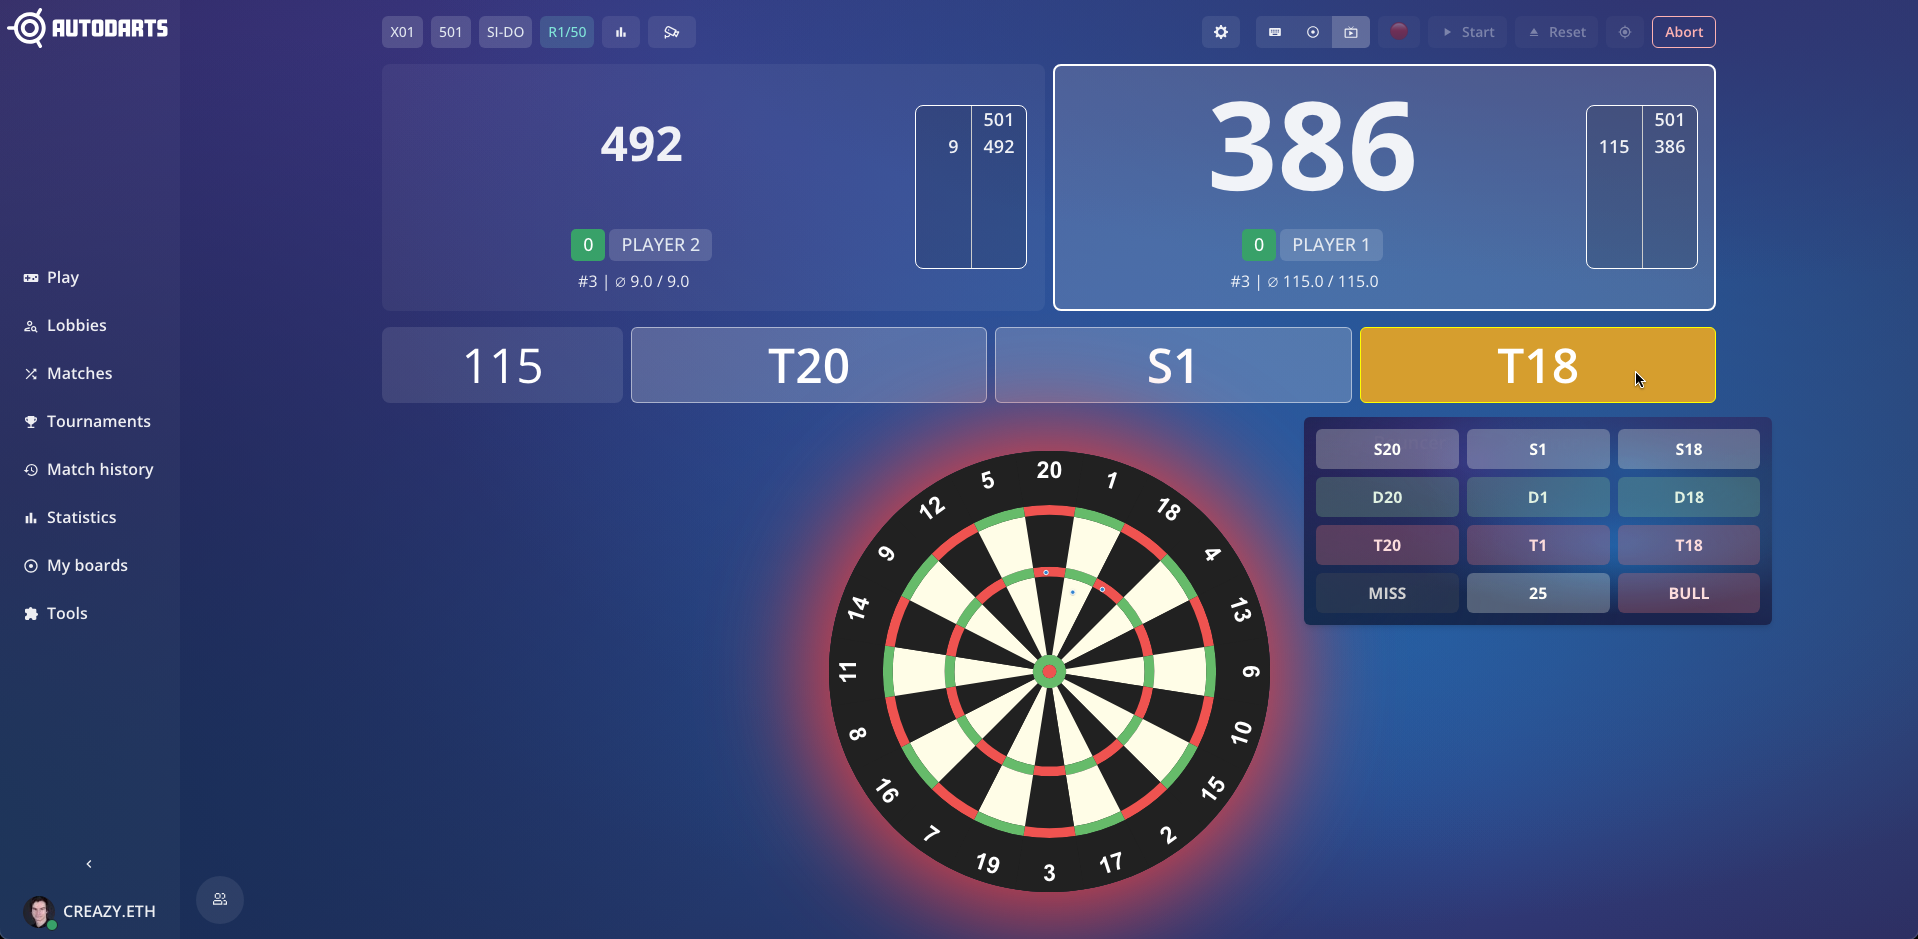 AUTODARTS
X01 501 SI-DO R1/50 Start Reset Abort
492
501
9 492
0 PLAYER 2
#3 | ∅ 9.0 / 9.0
386
501
115 386
0 PLAYER 1
#3 | ∅ 115.0 / 115.0
115 T20 S1 T18
Play
Lobbies
Matches
Tournaments
Match history
Statistics
My boards
Tools
CREAZY.ETH
S20 S1 S18
D20 D1 D18
T20 T1 T18
MISS 25 BULL
20
1
18
4
13
6
10
15
2
17
3
19
7
16
8
11
14
9
12
5